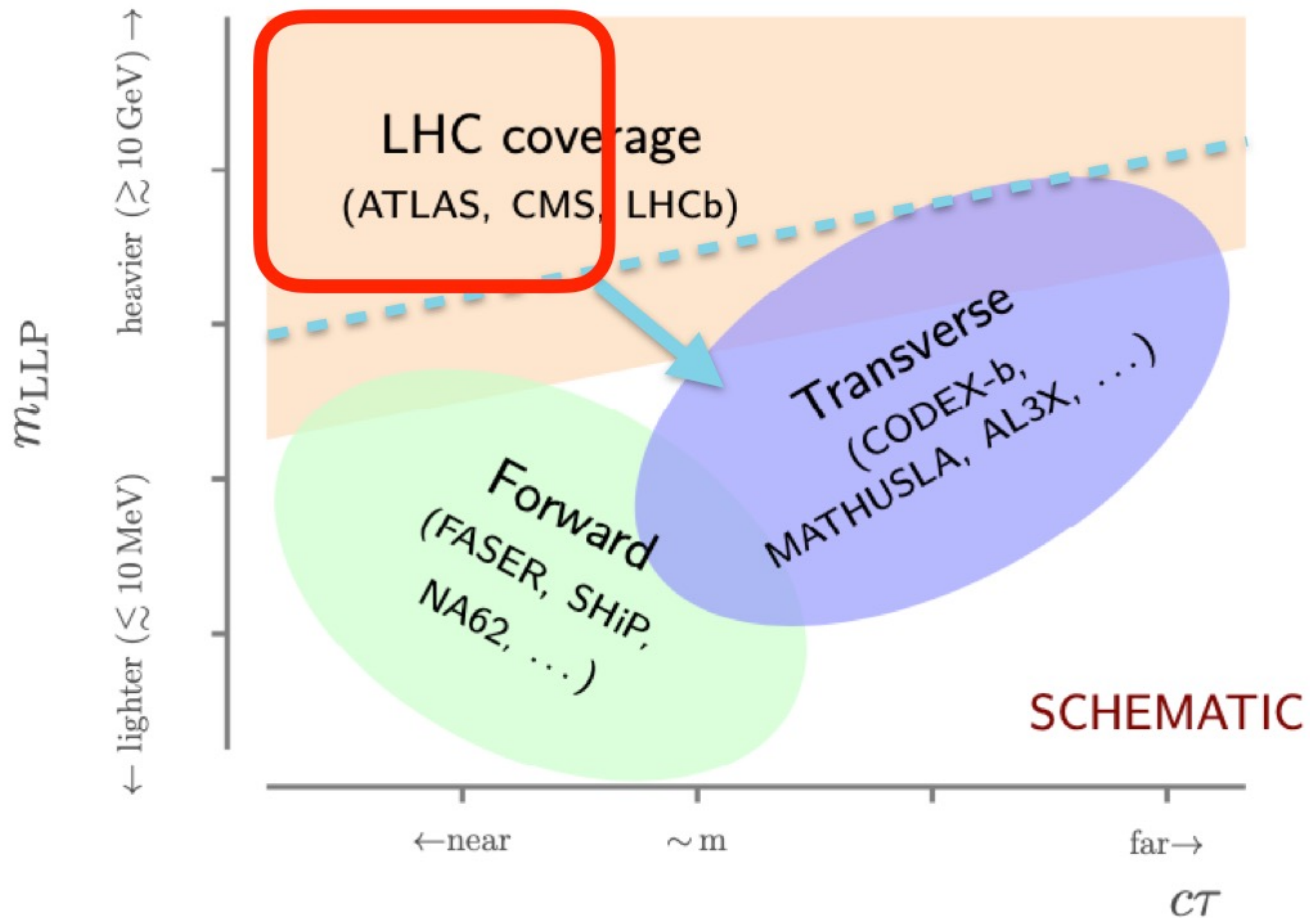 heavier (≳ 10 GeV) →
m_LLP
← lighter (≲ 10 MeV)
LHC coverage
(ATLAS, CMS, LHCb)
Transverse
(CODEX-b,
MATHUSLA, AL3X, ...)
Forward
(FASER, SHiP,
NA62, ...)
SCHEMATIC
←near
~ m
far→
cτ